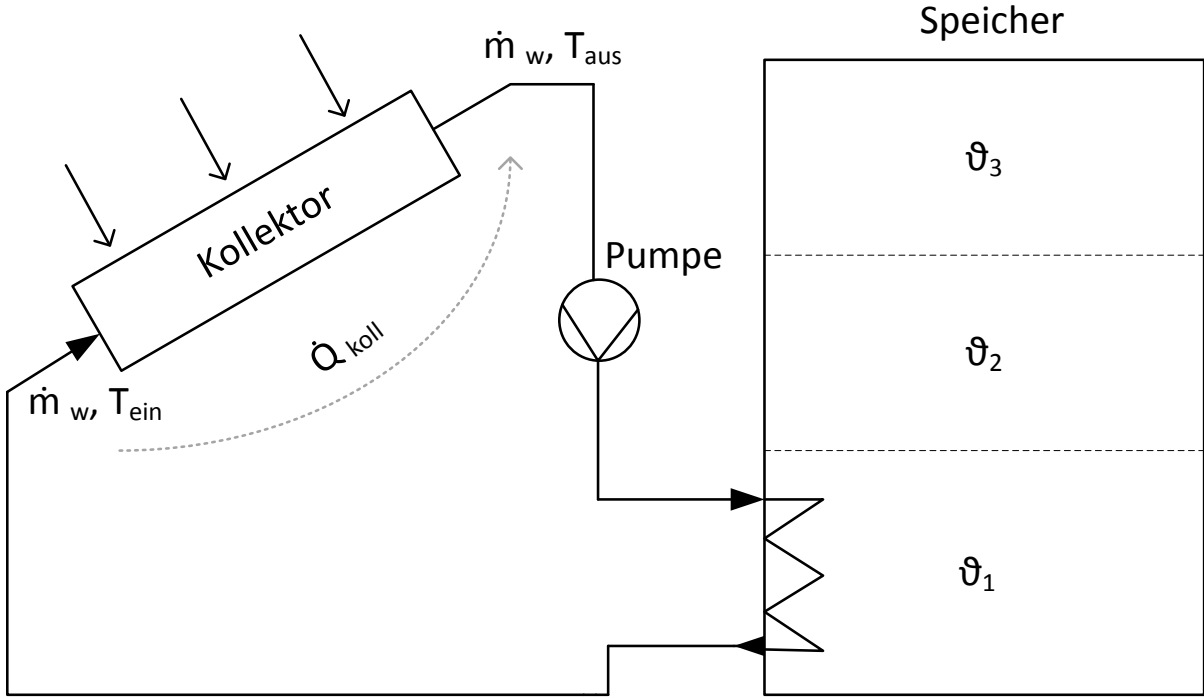 Speicher
ṁ w, Taus
ϑ3
Kollektor
Pumpe
Q̇ koll
ϑ2
ṁ w, Tein
ϑ1